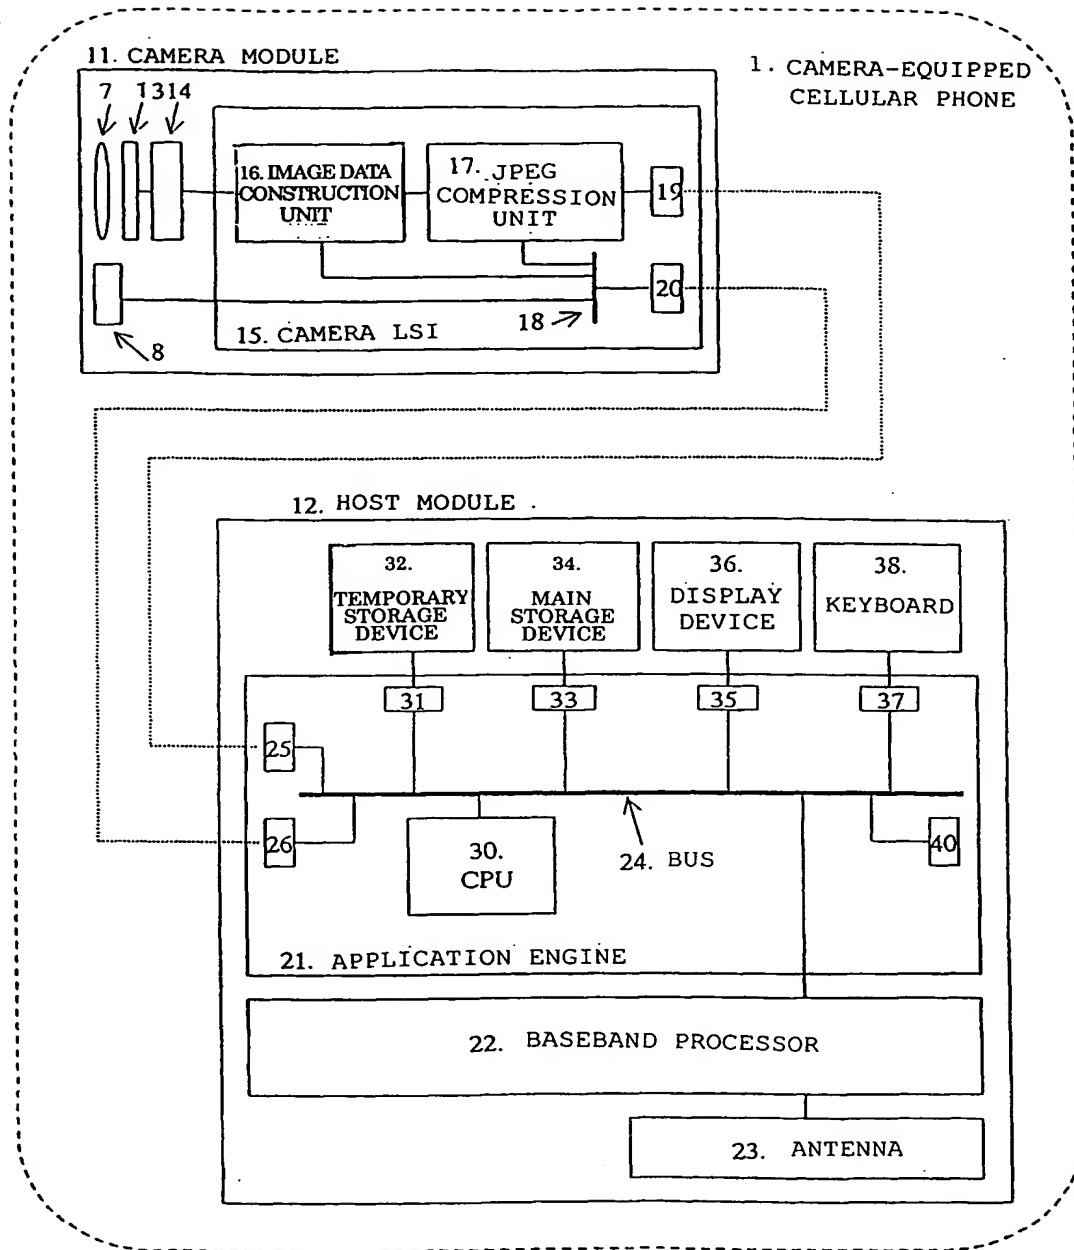 11. CAMERA MODULE
1. CAMERA-EQUIPPED
CELLULAR PHONE
7 1314
16. IMAGE DATA
CONSTRUCTION
UNIT
17. JPEG
COMPRESSION
UNIT
19
20
18
15. CAMERA LSI
8
12. HOST MODULE
32.
TEMPORARY
STORAGE
DEVICE
34.
MAIN
STORAGE
DEVICE
36.
DISPLAY
DEVICE
38.
KEYBOARD
31
33
35
37
25
26
30.
CPU
24. BUS
40
21. APPLICATION ENGINE
22. BASEBAND PROCESSOR
23. ANTENNA